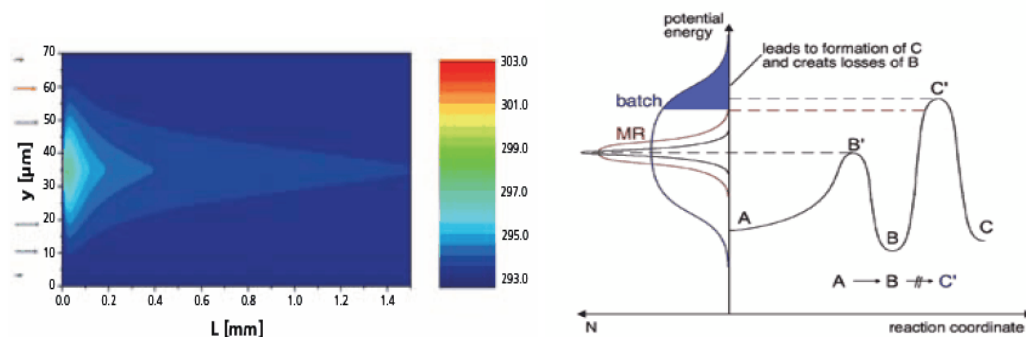 70
60
50
40
30
20
10
0
y [µm]
0.0 0.2 0.4 0.6 0.8 1.0 1.2 1.4
L [mm]
303.0
301.0
299.0
297.0
295.0
293.0
potential
energy
leads to formation of C
and creats losses of B
batch
MR
A
B'
B
C'
C
A → B -//→ C'
N
reaction coordinate